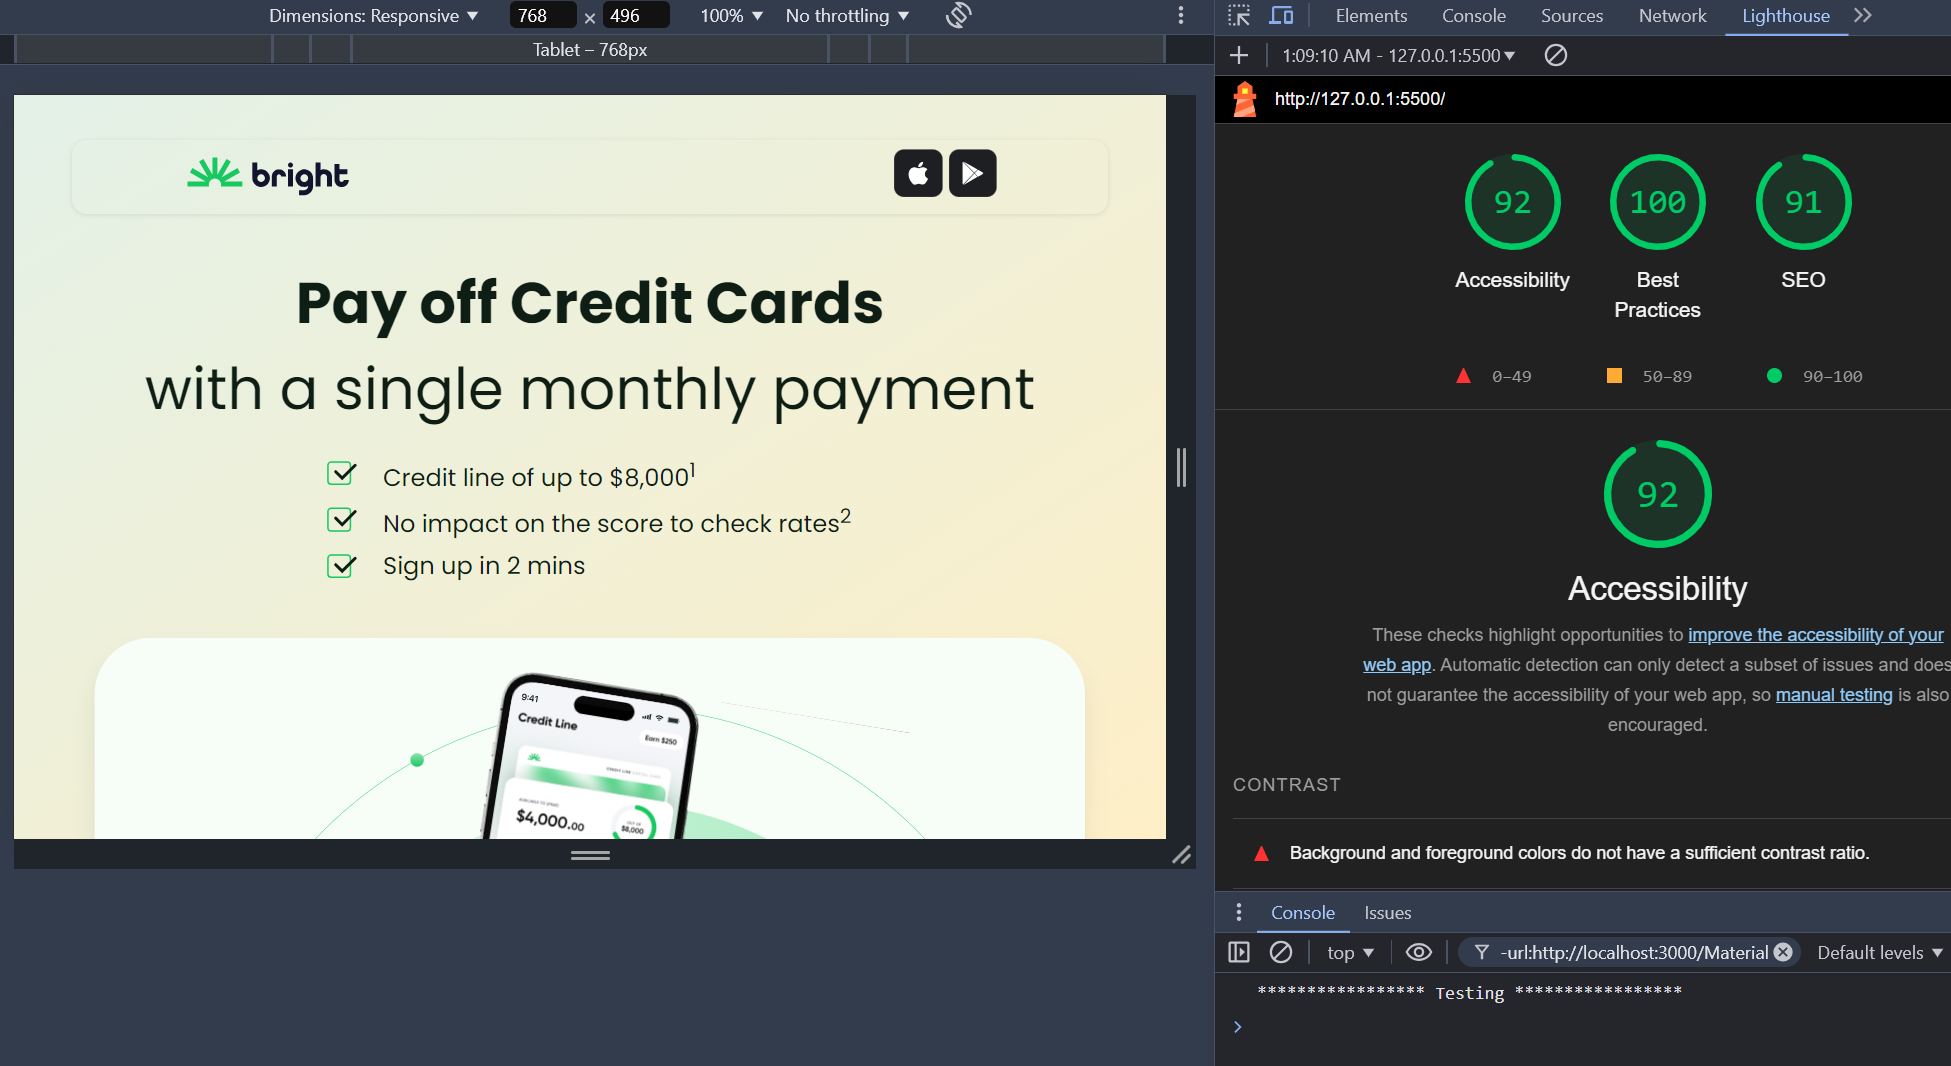 Dimensions: Responsive
768 × 496
100%
No throttling
Tablet – 768px
bright
Pay off Credit Cards
with a single monthly payment
Credit line of up to $8,000¹
No impact on the score to check rates²
Sign up in 2 mins
9:41
Credit Line
Earn $250
$4,000.00
$8,000
Elements Console Sources Network Lighthouse
1:09:10 AM - 127.0.0.1:5500
http://127.0.0.1:5500/
92 100 91
Accessibility Best Practices SEO
0–49 50–89 90–100
92
Accessibility
These checks highlight opportunities to improve the accessibility of your
web app. Automatic detection can only detect a subset of issues and does
not guarantee the accessibility of your web app, so manual testing is also
encouraged.
CONTRAST
Background and foreground colors do not have a sufficient contrast ratio.
Console Issues
top -url:http://localhost:3000/Material Default levels
***************** Testing *****************